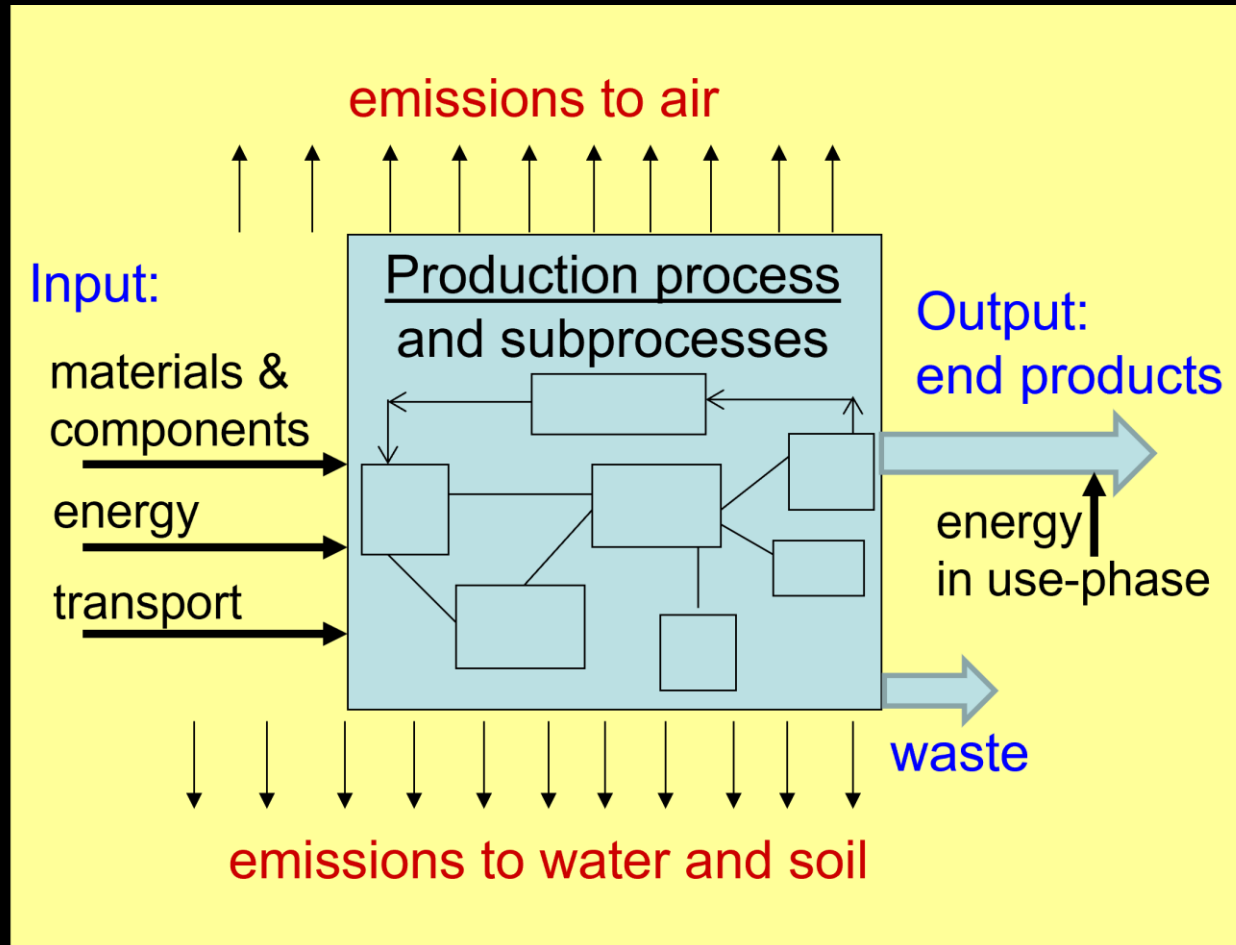 emissions to air
Input:
materials &
components
energy
transport
Production process
and subprocesses
Output:
end products
energy
in use-phase
waste
emissions to water and soil